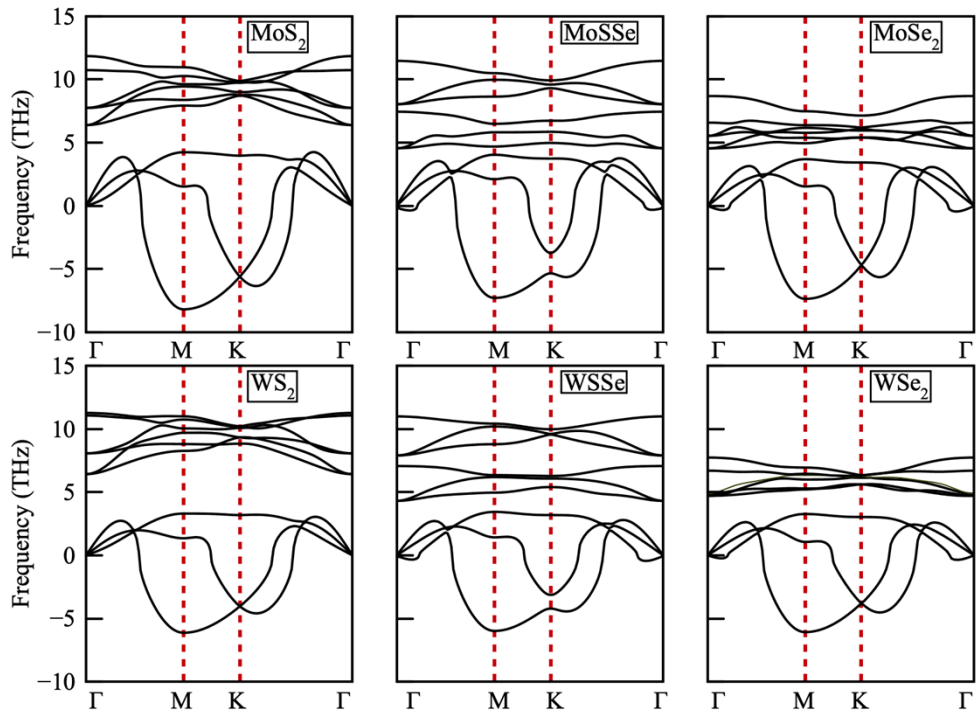 MoS₂
MoSSe
MoSe₂
Frequency (THz)
15
10
5
0
−5
−10
Γ M K Γ
Γ M K Γ
Γ M K Γ
WS₂
WSSe
WSe₂
Frequency (THz)
15
10
5
0
−5
−10
Γ M K Γ
Γ M K Γ
Γ M K Γ